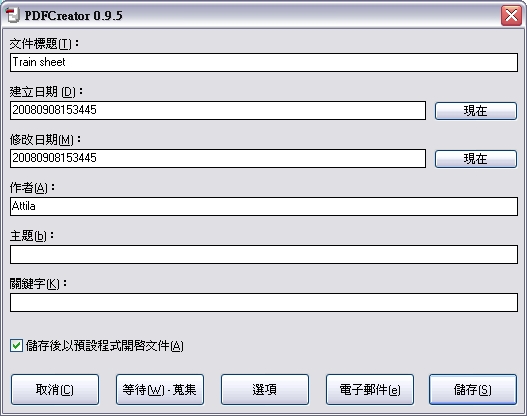 PDFCreator 0.9.5
文件標題(T)：
Train sheet
建立日期 (D)：
20080908153445 現在
修改日期(M)：
20080908153445 現在
作者(A)：
Attila
主題(b)：
關鍵字(K)：
儲存後以預設程式開啓文件(A)
取消(C) 等待(W) - 蒐集 選項 電子郵件(e) 儲存(S)